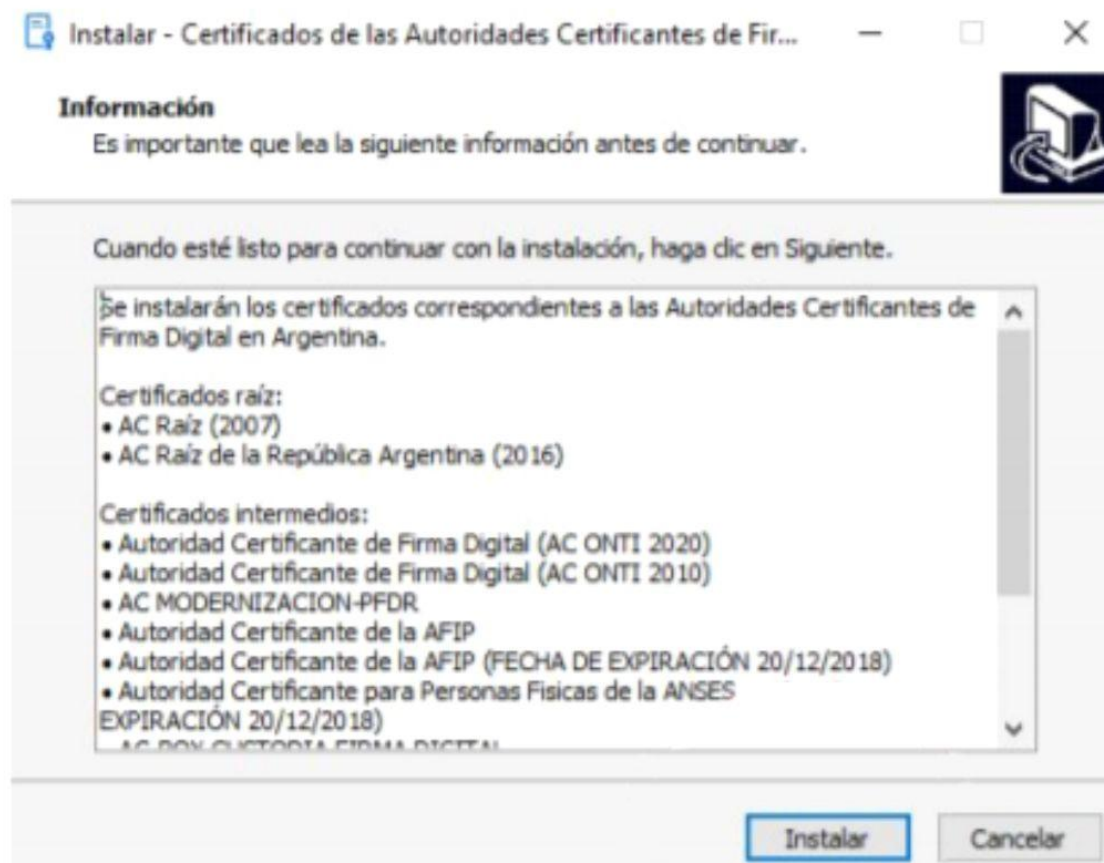 Instalar - Certificados de las Autoridades Certificantes de Fir...
Información
Es importante que lea la siguiente información antes de continuar.
Cuando esté listo para continuar con la instalación, haga clic en Siguiente.
Se instalarán los certificados correspondientes a las Autoridades Certificantes de
Firma Digital en Argentina.
Certificados raíz:
• AC Raíz (2007)
• AC Raíz de la República Argentina (2016)
Certificados intermedios:
• Autoridad Certificante de Firma Digital (AC ONTI 2020)
• Autoridad Certificante de Firma Digital (AC ONTI 2010)
• AC MODERNIZACION-PFDR
• Autoridad Certificante de la AFIP
• Autoridad Certificante de la AFIP (FECHA DE EXPIRACIÓN 20/12/2018)
• Autoridad Certificante para Personas Fisicas de la ANSES
EXPIRACIÓN 20/12/2018)
• AC BOX CUSTODIA FIRMA DIGITAL
Instalar
Cancelar